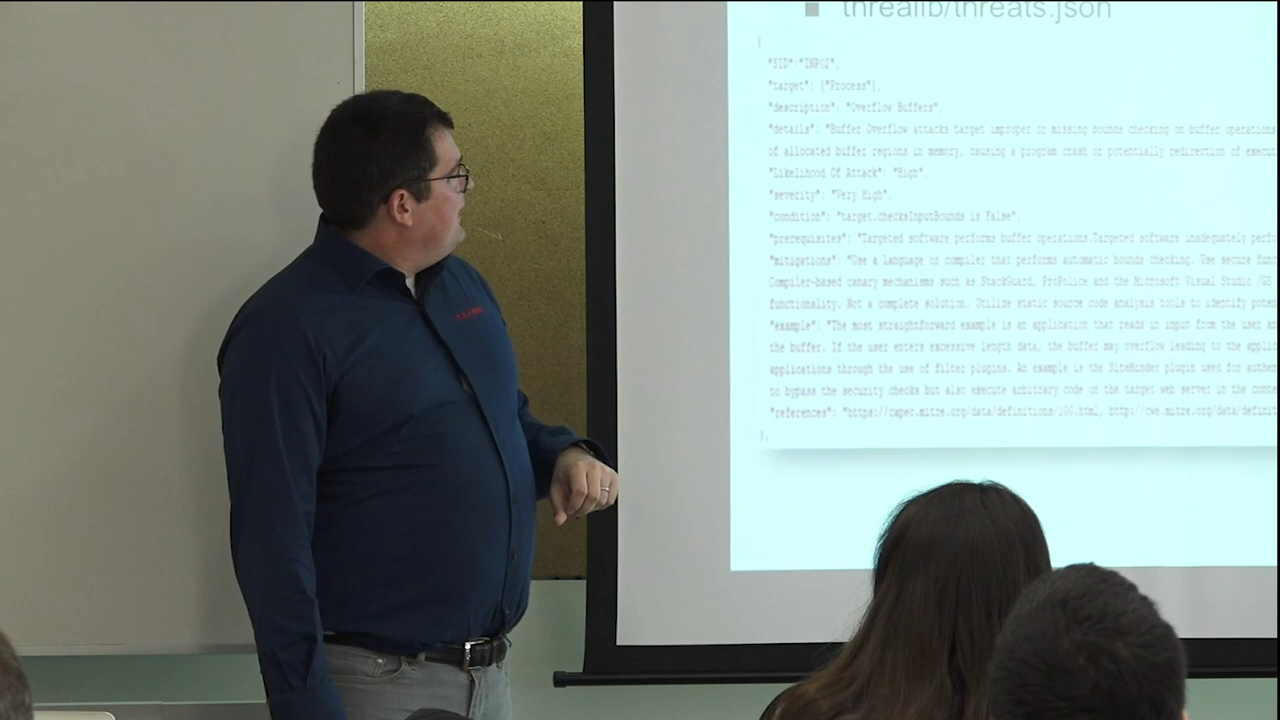 ■ threalib/threats.json
{
"SID":"INP02",
"target": ["Process"],
"description": "Overflow Buffers",
"details": "Buffer Overflow attacks target improper or missing bounds checking on buffer operations
of allocated buffer regions in memory, causing a program crash or potentially redirection of execut
"Likelihood Of Attack": "High",
"severity": "Very High",
"condition": "target.checksInputBounds is False",
"prerequisites": "Targeted software performs buffer operations.Targeted software inadequately perfo
"mitigations": "Use a language or compiler that performs automatic bounds checking. Use secure func
Compiler-based canary mechanisms such as StackGuard, ProPolice and the Microsoft Visual Studio /GS
functionality. Not a complete solution. Utilize static source code analysis tools to identify poten
"example": "The most straightforward example is an application that reads in input from the user an
the buffer. If the user enters excessive length data, the buffer may overflow leading to the applic
applications through the use of filter plugins. An example is the SiteMinder plugin used for authen
to bypass the security checks but also execute arbitrary code on the target web server in the conte
"references": "https://capec.mitre.org/data/definitions/100.html, http://cwe.mitre.org/data/definit
},